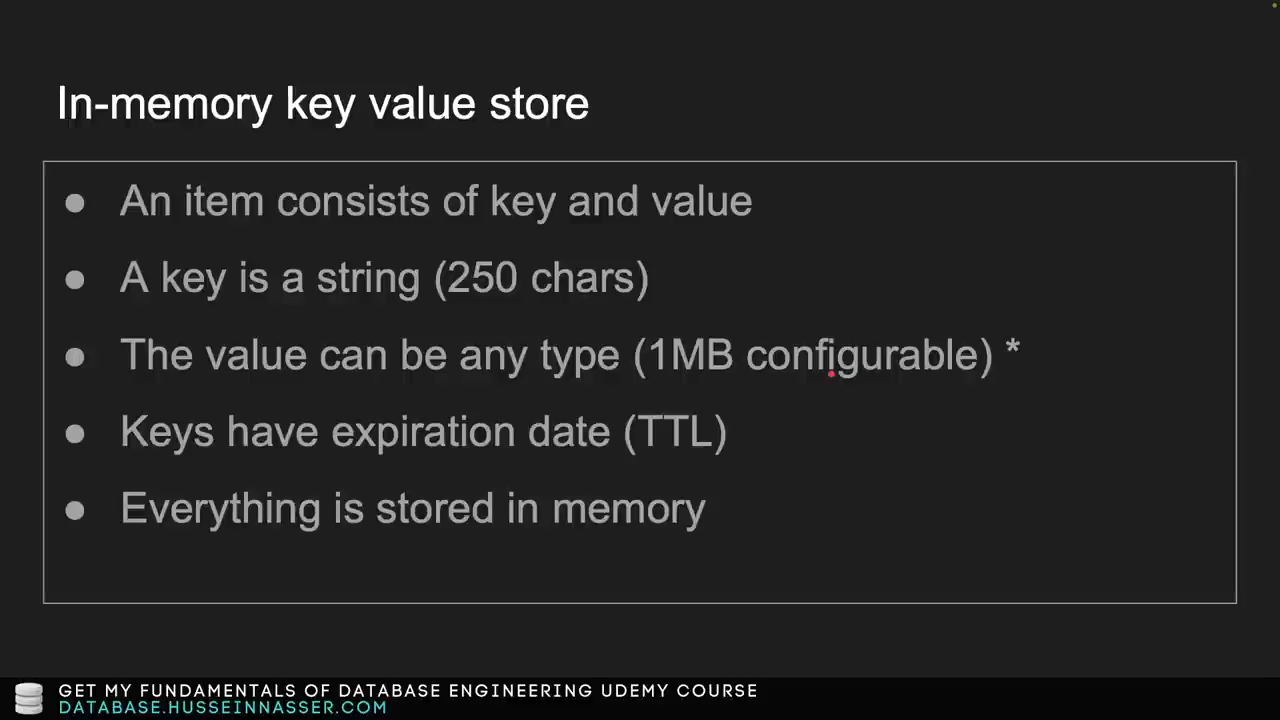 In-memory key value store
● An item consists of key and value
● A key is a string (250 chars)
● The value can be any type (1MB configurable) *
● Keys have expiration date (TTL)
● Everything is stored in memory
GET MY FUNDAMENTALS OF DATABASE ENGINEERING UDEMY COURSE
DATABASE.HUSSEINNASSER.COM